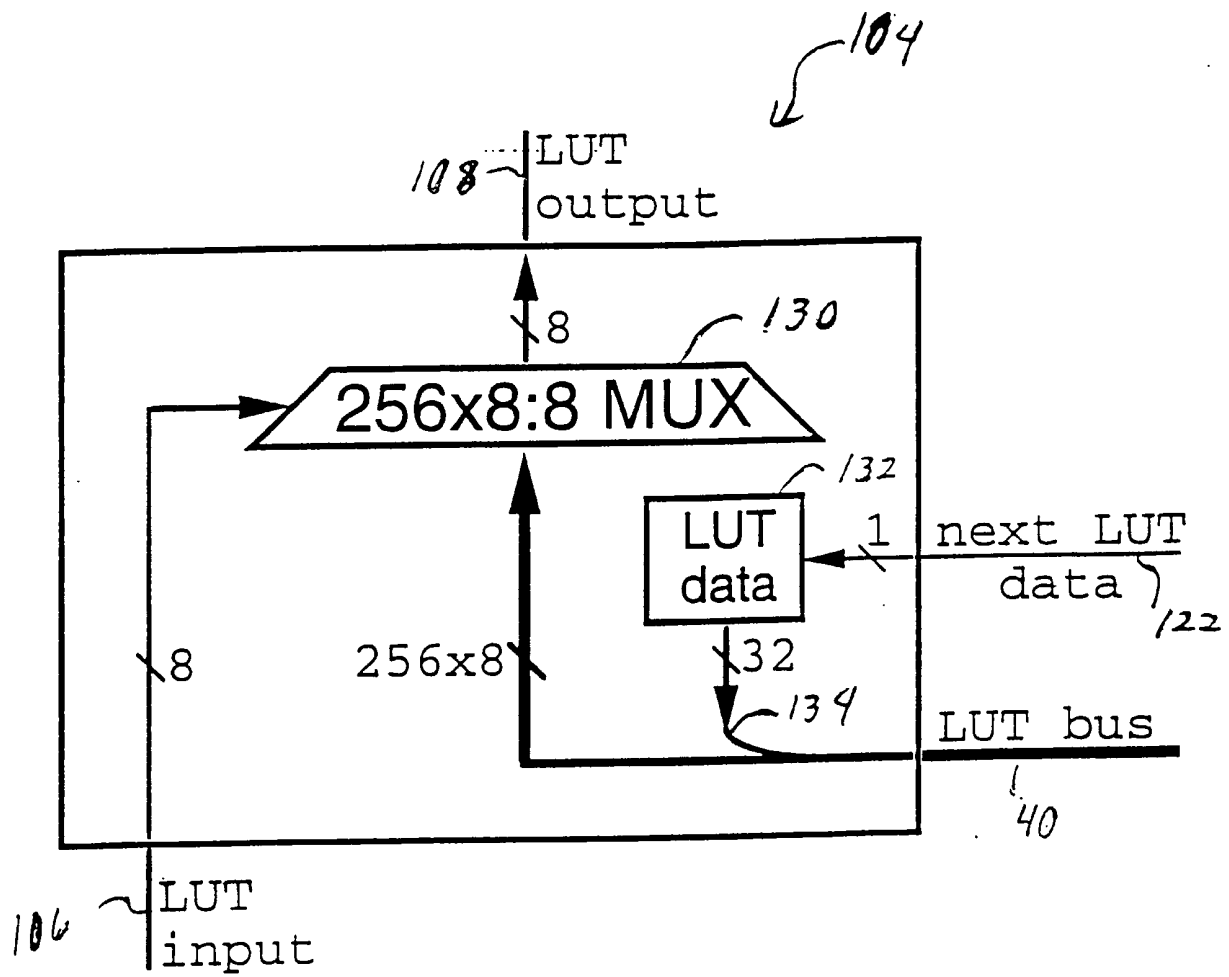 104
LUT
108
output
8
130
256x8:8 MUX
132
LUT
data
1
next LUT
data
122
8
256x8
32
134
LUT bus
40
106
LUT
input